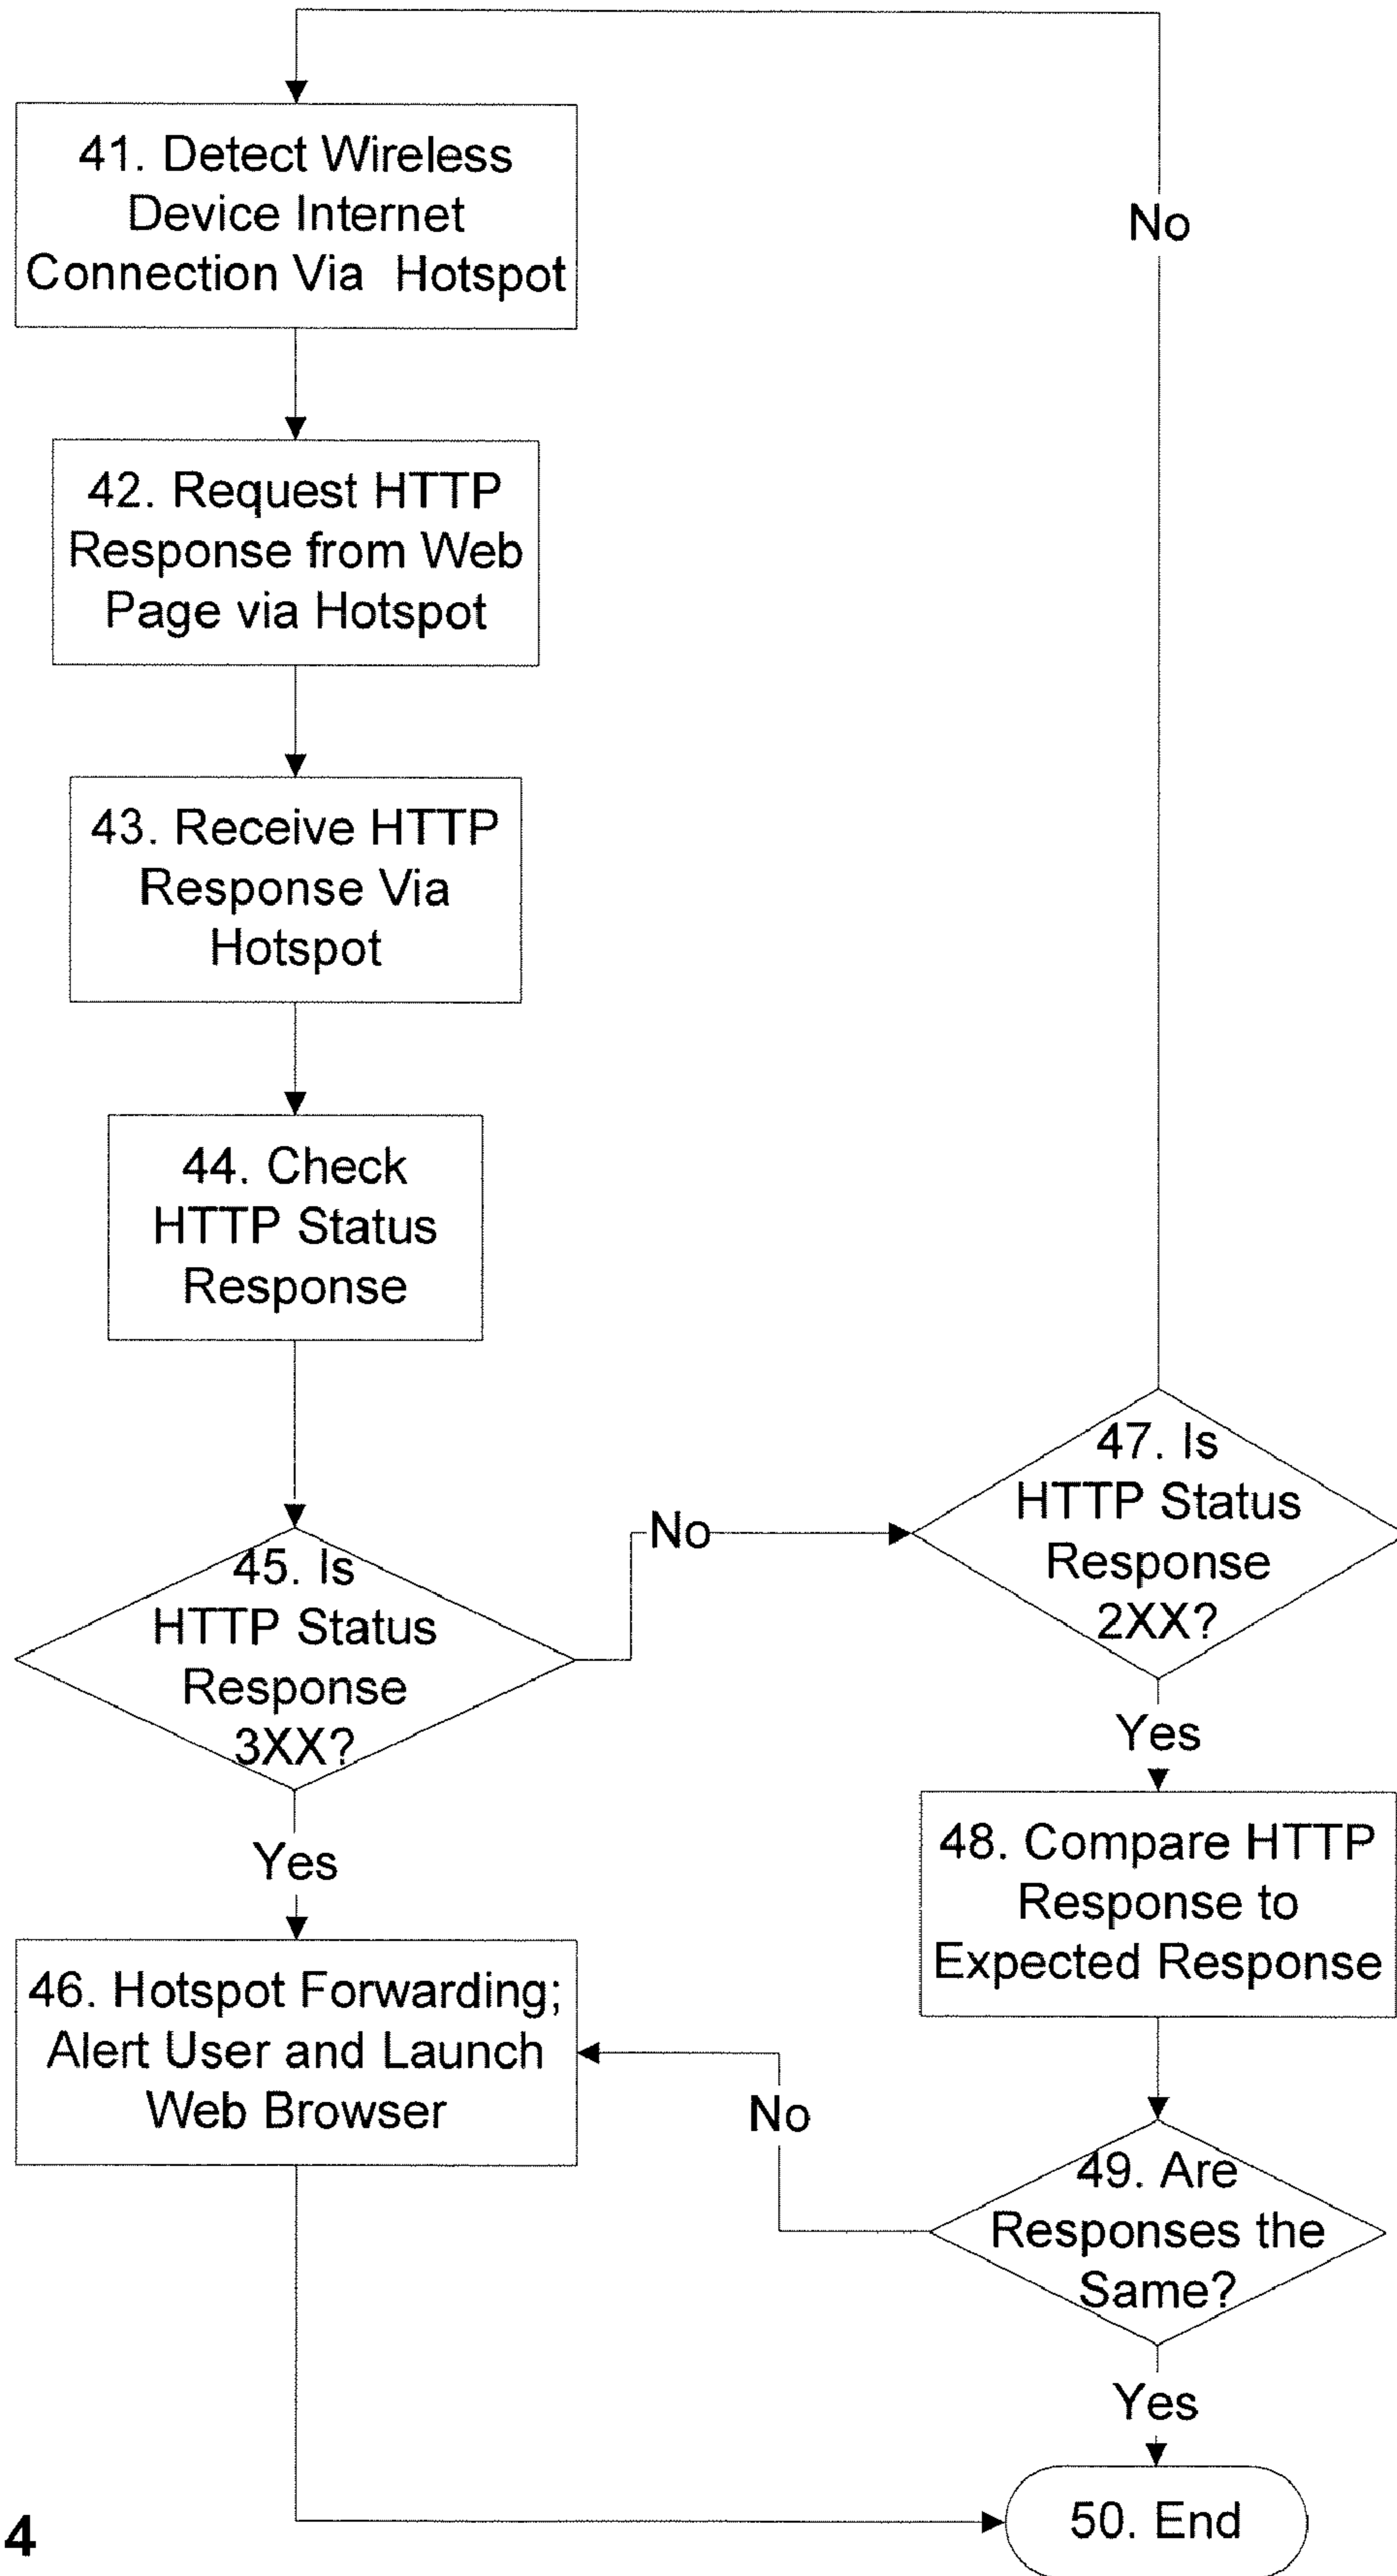 41. Detect Wireless
Device Internet
Connection Via Hotspot
No
42. Request HTTP
Response from Web
Page via Hotspot
43. Receive HTTP
Response Via
Hotspot
44. Check
HTTP Status
Response
45. Is
HTTP Status
Response
3XX?
No
47. Is
HTTP Status
Response
2XX?
Yes
Yes
46. Hotspot Forwarding;
Alert User and Launch
Web Browser
48. Compare HTTP
Response to
Expected Response
No
49. Are
Responses the
Same?
Yes
50. End
4